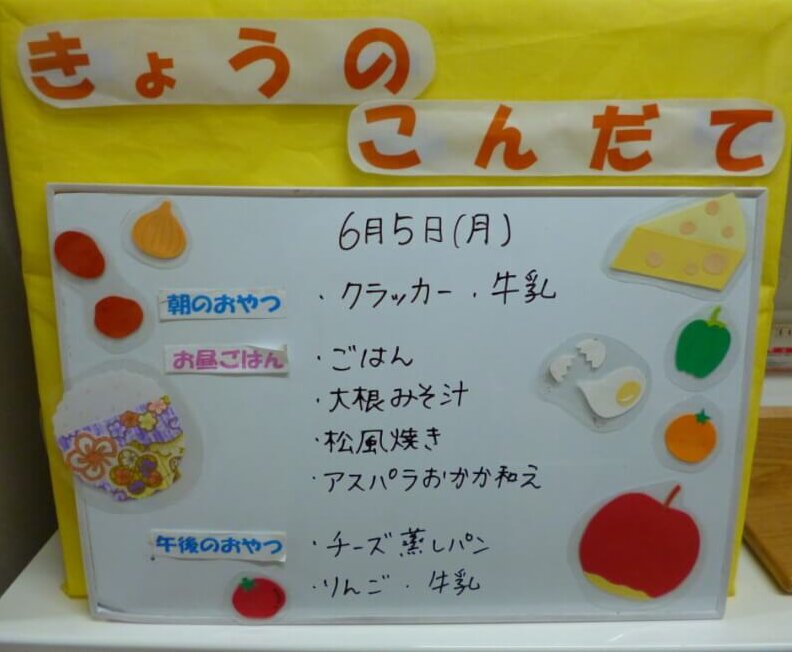 きょうの
こんだて
6月5日(月)
朝のおやつ ・クラッカー ・牛乳
お昼ごはん ・ごはん
・大根みそ汁
・松風焼き
・アスパラおかか和え
午後のおやつ ・チーズ蒸しパン
・りんご ・牛乳